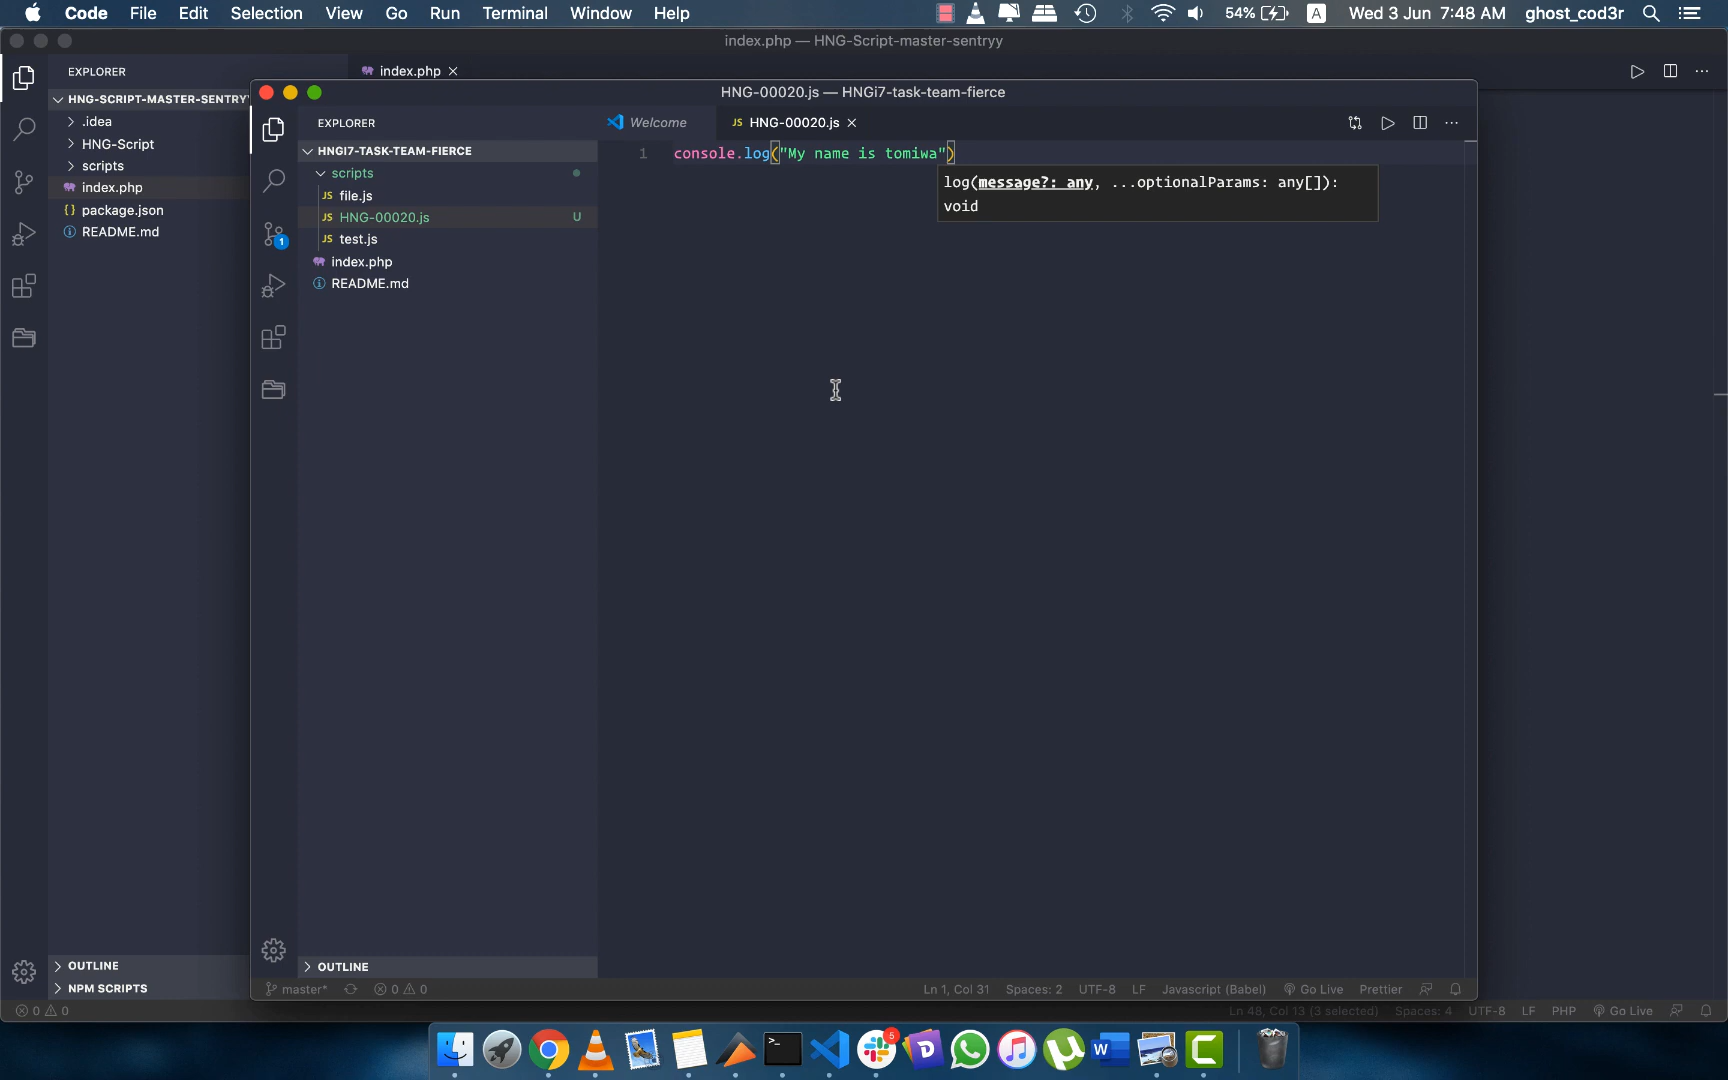 Code File Edit Selection View Go Run Terminal Window Help 54% A Wed 3 Jun 7:48 AM ghost_cod3r
index.php — HNG-Script-master-sentryy
EXPLORER
index.php
HNG-SCRIPT-MASTER-SENTRY
.idea
HNG-Script
scripts
index.php
{} package.json
README.md
OUTLINE
NPM SCRIPTS
HNG-00020.js — HNGi7-task-team-fierce
EXPLORER
Welcome
JS HNG-00020.js
HNGI7-TASK-TEAM-FIERCE
scripts
JS file.js
JS HNG-00020.js U
JS test.js
index.php
README.md
1
OUTLINE
1 console.log("My name is tomiwa")
log(message?: any, ...optionalParams: any[]):
void
master* 0 0 Ln 1, Col 31 Spaces: 2 UTF-8 LF Javascript (Babel) Go Live Prettier
0 0 Ln 48, Col 13 (3 selected) Spaces: 4 UTF-8 LF PHP Go Live
>_ 5 D W C